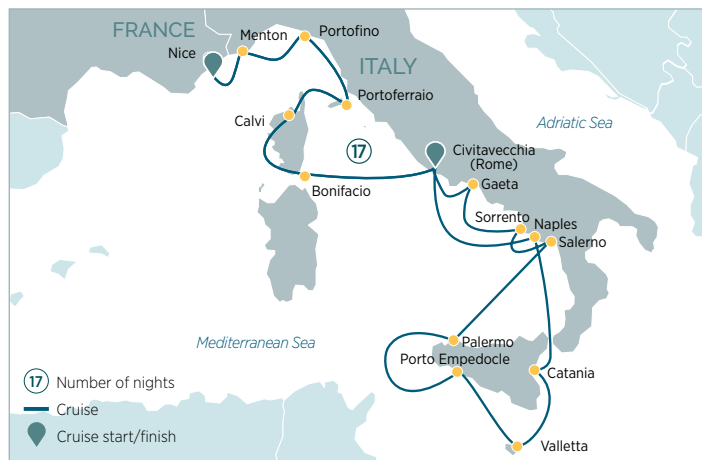 FRANCE
Nice
Menton
Portofino
ITALY
Portoferraio
Calvi
Adriatic Sea
17
Civitavecchia
(Rome)
Bonifacio
Gaeta
Sorrento
Naples
Salerno
Mediterranean Sea
Palermo
Porto Empedocle
Catania
17 Number of nights
Cruise
Cruise start/finish
Valletta